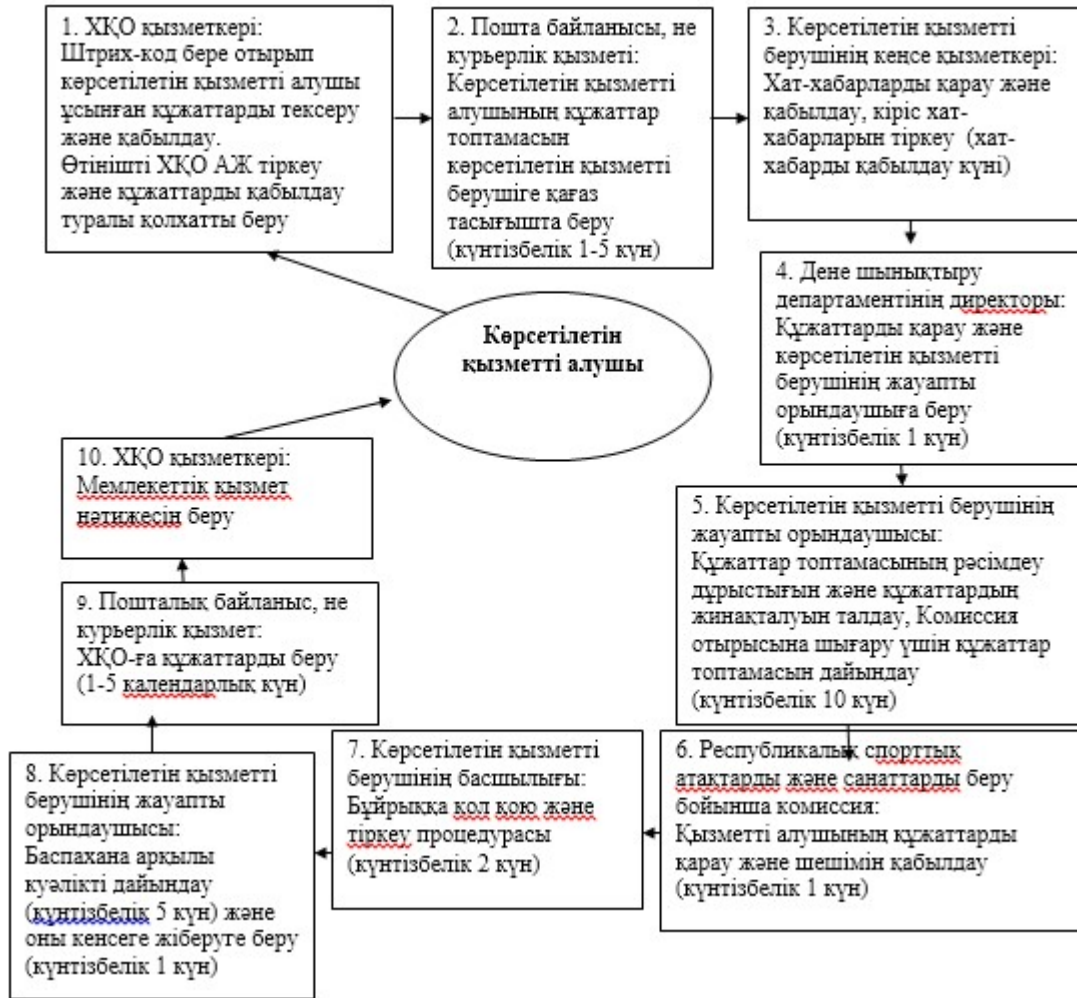 1. ХҚО қызметкері:
Штрих-код бере отырып
көрсетілетін қызметті алушы
ұсынған құжаттарды тексеру
және қабылдау.
Өтінішті ХҚО АЖ тіркеу
және құжаттарды қабылдау
туралы қолхатты беру
2. Пошта байланысы, не
курьерлік қызметі:
Көрсетілетін қызметті
алушының құжаттар
топтамасын
көрсетілетін қызметті
берушіге қағаз
тасығышта беру
(күнтізбелік 1-5 күн)
3. Көрсетілетін қызметті
берушінің кеңсе қызметкері:
Хат-хабарларды қарау және
қабылдау, кіріс хат-
хабарларын тіркеу (хат-
хабарды қабылдау күні)
4. Дене шынықтыру
департаментінің директоры:
Құжаттарды қарау және
көрсетілетін қызметті
берушінің жауапты
орындаушыға беру
(күнтізбелік 1 күн)
Көрсетілетін
қызметті алушы
5. Көрсетілетін қызметті берушінің
жауапты орындаушысы:
Құжаттар топтамасының рәсімдеу
дұрыстығын және құжаттардың
жинақталуын талдау, Комиссия
отырысына шығару үшін құжаттар
топтамасын дайындау
(күнтізбелік 10 күн)
6. Республикалық спорттық
атақтарды және санаттарды беру
бойынша комиссия:
Қызметті алушының құжаттарды
қарау және шешімін қабылдау
(күнтізбелік 1 күн)
7. Көрсетілетін қызметті
берушінің басшылығы:
Бұйрыққа қол қою және
тіркеу процедурасы
(күнтізбелік 2 күн)
8. Көрсетілетін қызметті
берушінің жауапты
орындаушысы:
Баспахана арқылы
куәлікті дайындау
(күнтізбелік 5 күн) және
оны кенсеге жіберуге беру
(күнтізбелік 1 күн)
9. Пошталық байланыс, не
курьерлік қызмет:
ХҚО-ға құжаттарды беру
(1-5 календарлық күн)
10. ХҚО қызметкері:
Мемлекеттік қызмет
нәтижесін беру